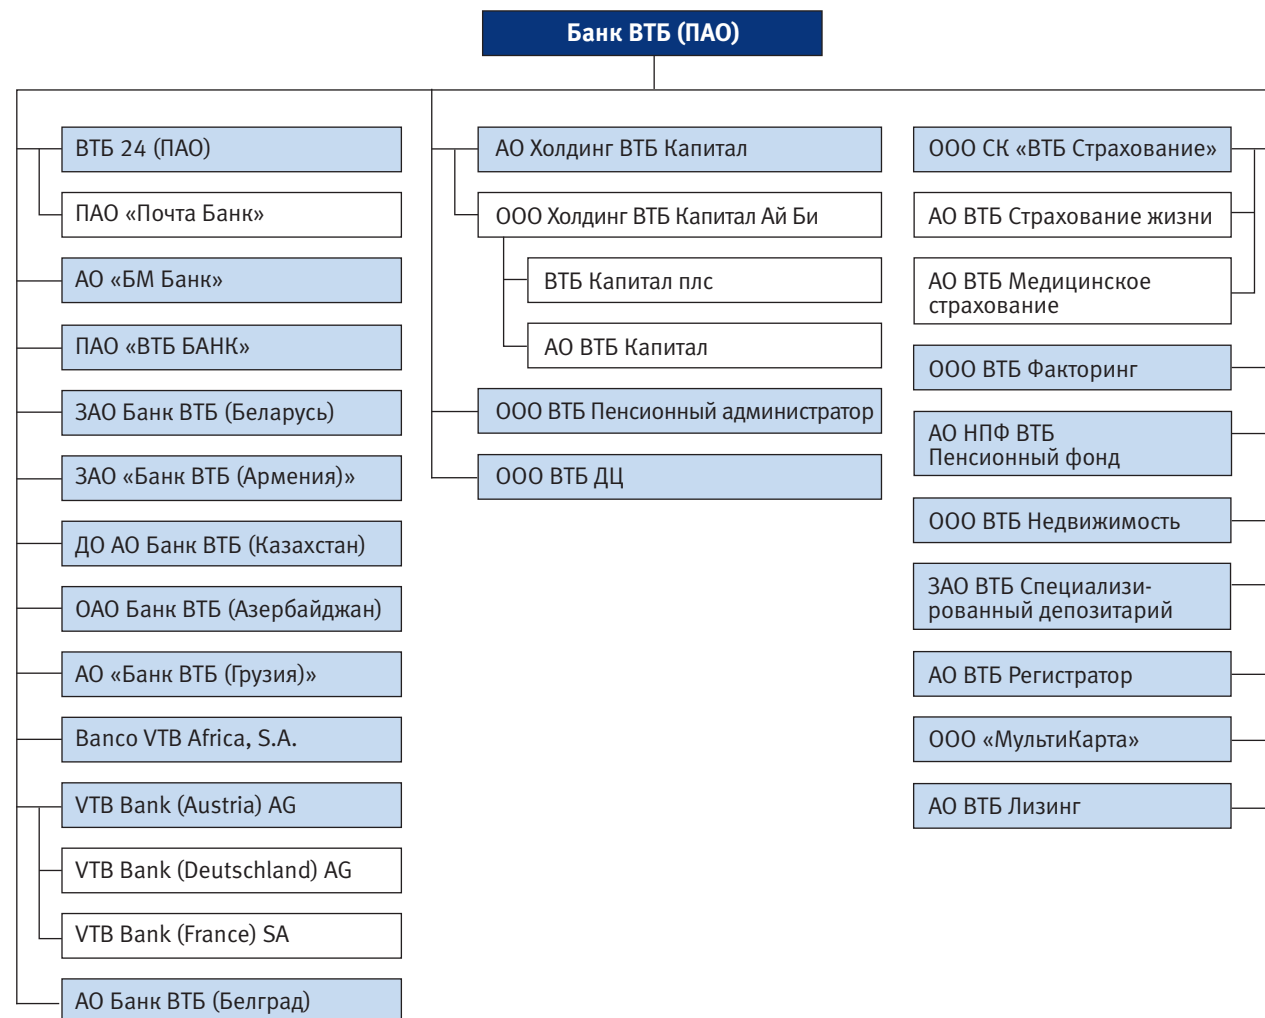 Банк ВТБ (ПАО)
ВТБ 24 (ПАО)
ПАО «Почта Банк»
АО «БМ Банк»
ПАО «ВТБ БАНК»
ЗАО Банк ВТБ (Беларусь)
ЗАО «Банк ВТБ (Армения)»
ДО АО Банк ВТБ (Казахстан)
ОАО Банк ВТБ (Азербайджан)
АО «Банк ВТБ (Грузия)»
Banco VTB Africa, S.A.
VTB Bank (Austria) AG
VTB Bank (Deutschland) AG
VTB Bank (France) SA
АО Банк ВТБ (Белград)
АО Холдинг ВТБ Капитал
ООО Холдинг ВТБ Капитал Ай Би
ВТБ Капитал плс
АО ВТБ Капитал
ООО ВТБ Пенсионный администратор
ООО ВТБ ДЦ
ООО СК «ВТБ Страхование»
АО ВТБ Страхование жизни
АО ВТБ Медицинское
страхование
ООО ВТБ Факторинг
АО НПФ ВТБ
Пенсионный фонд
ООО ВТБ Недвижимость
ЗАО ВТБ Специализи-
рованный депозитарий
АО ВТБ Регистратор
ООО «МультиКарта»
АО ВТБ Лизинг